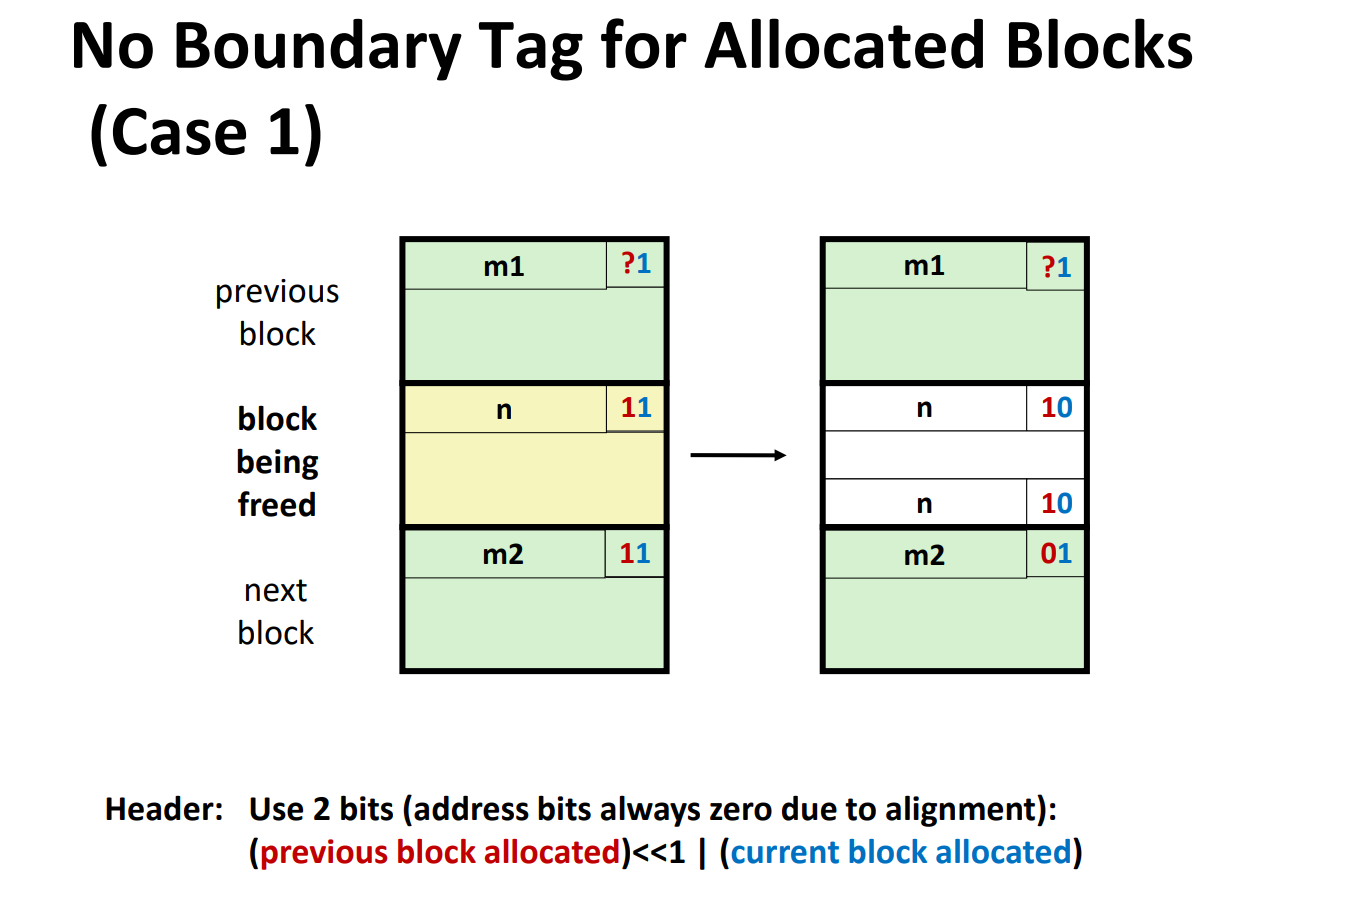 No Boundary Tag for Allocated Blocks
(Case 1)
previous
block
block
being
freed
next
block
m1 ?1
n 11
m2 11
m1 ?1
n 10
n 10
m2 01
Header: Use 2 bits (address bits always zero due to alignment):
(previous block allocated)<<1 | (current block allocated)